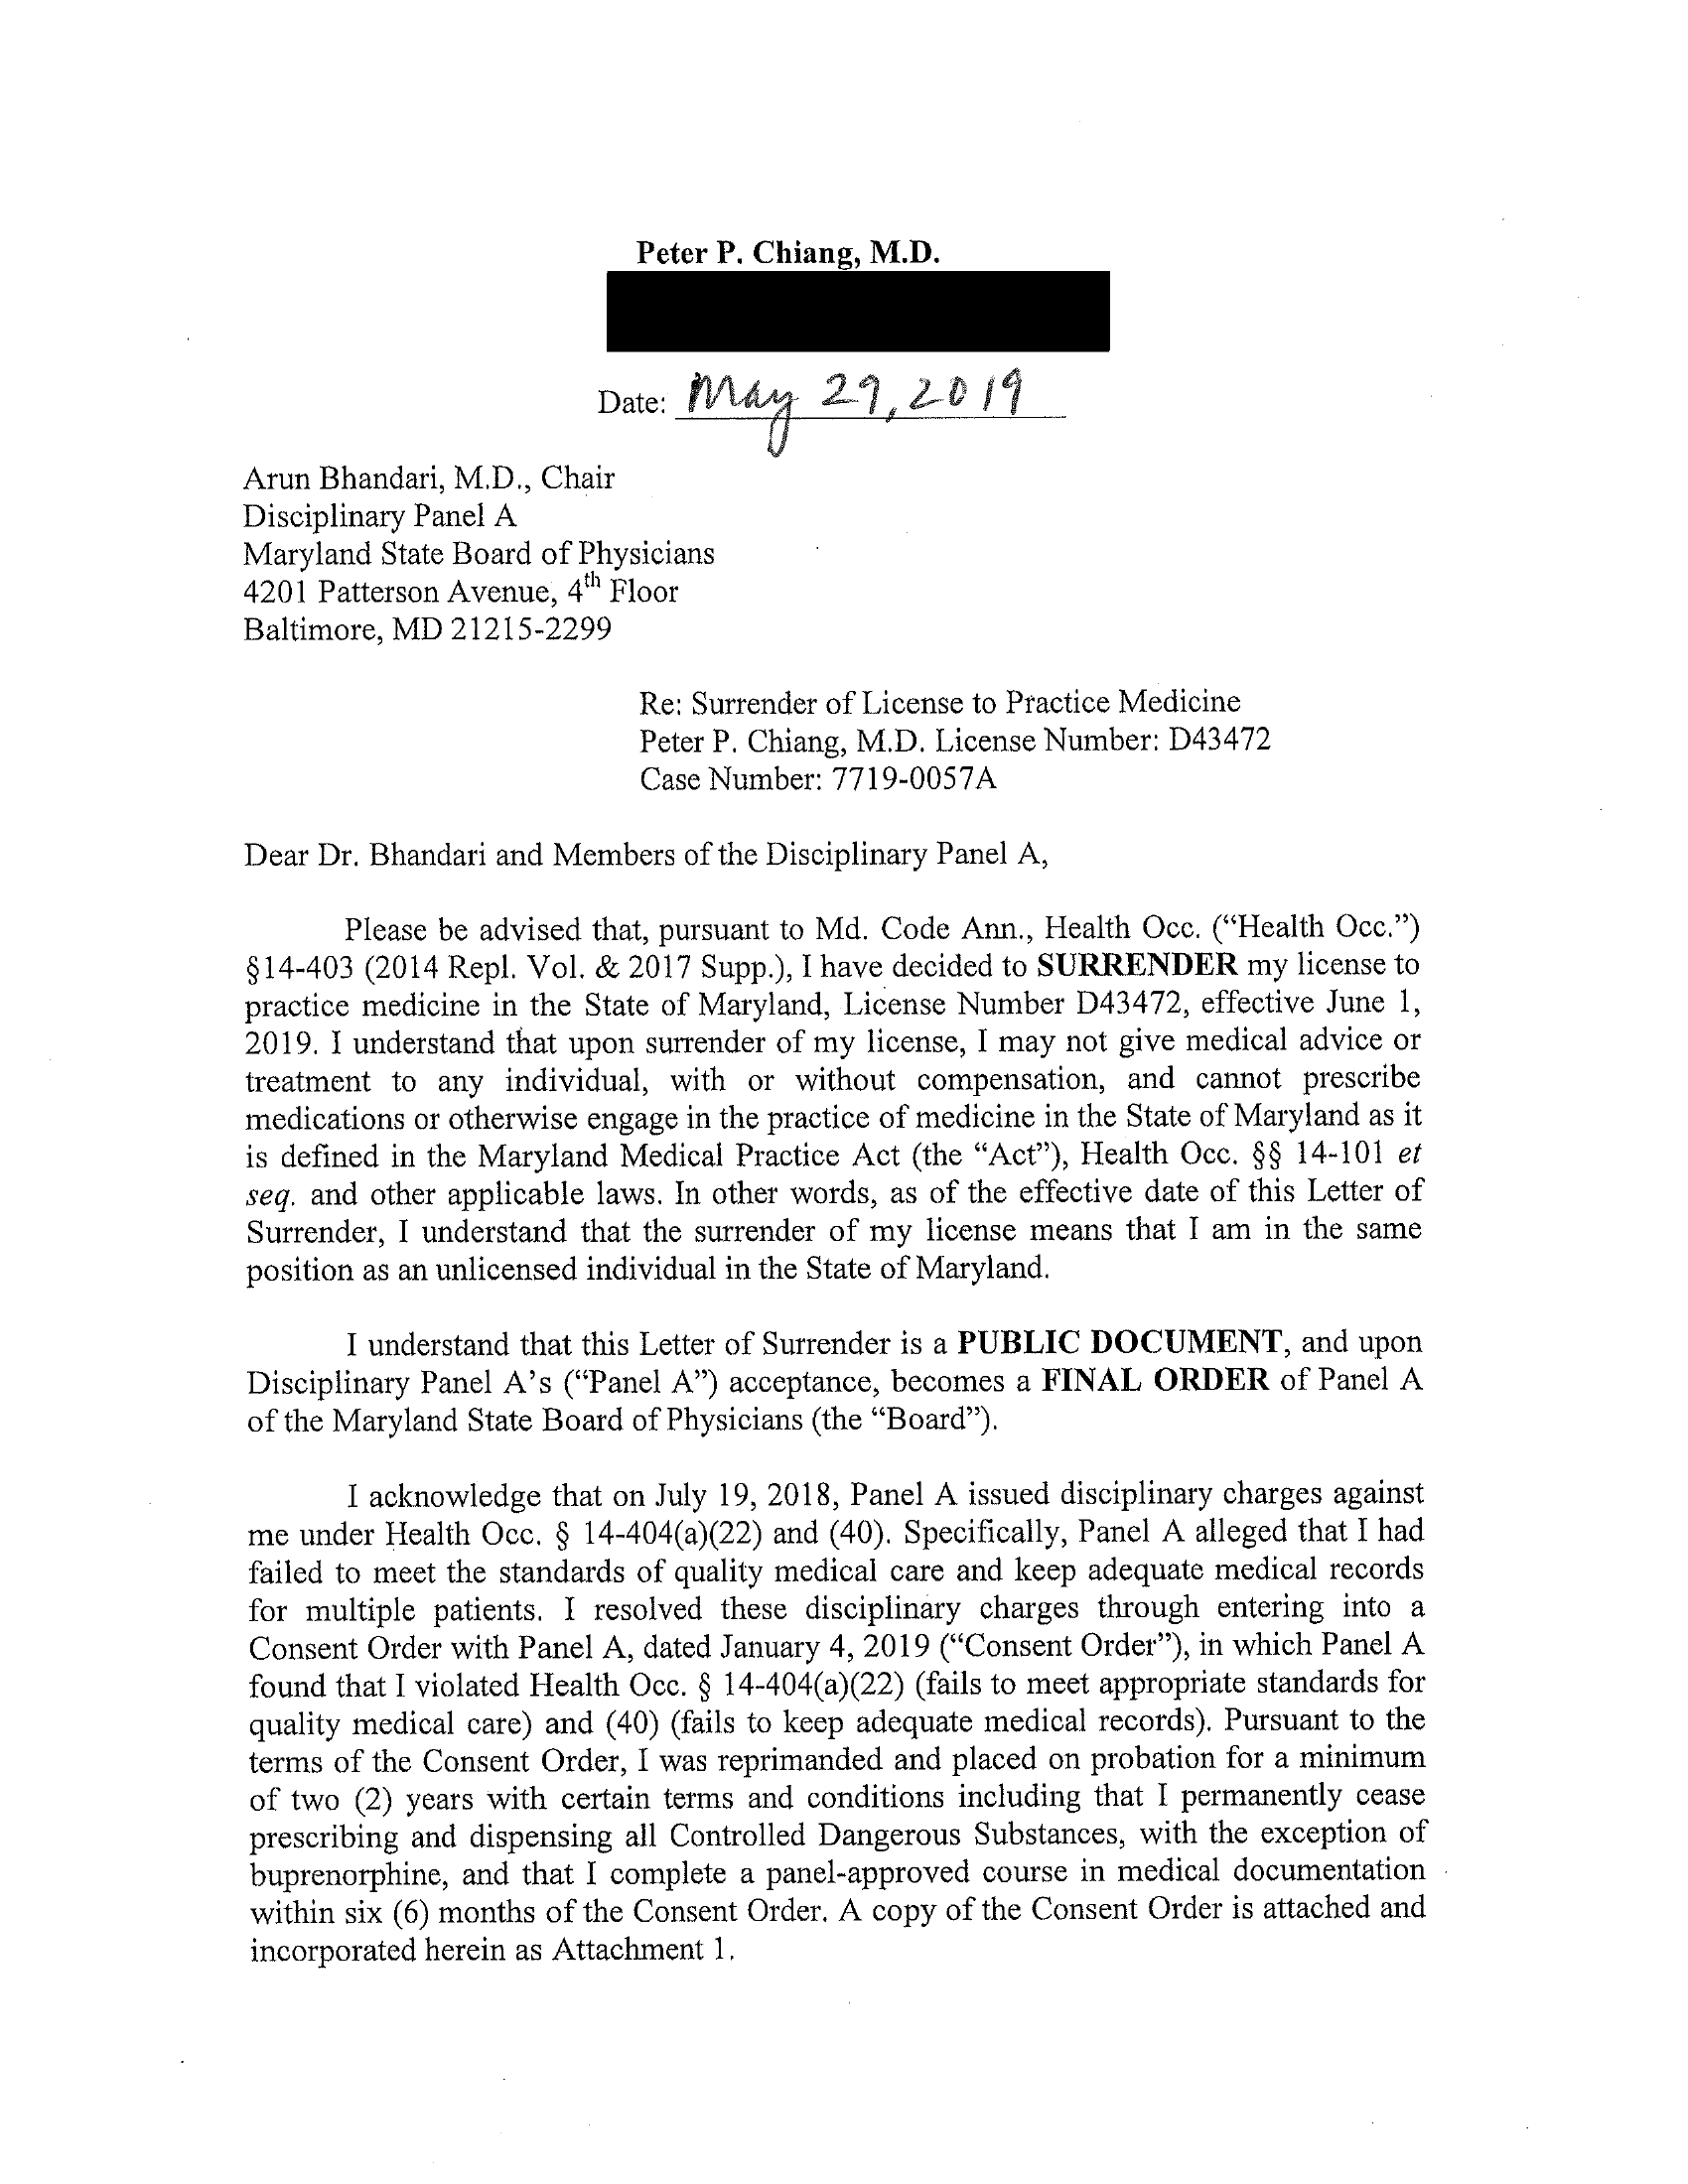 Peter P. Chiang, M.D.
Date: May 29, 2019
Arun Bhandari, M.D., Chair
Disciplinary Panel A
Maryland State Board of Physicians
4201 Patterson Avenue, 4th Floor
Baltimore, MD 21215-2299
Re: Surrender of License to Practice Medicine
Peter P. Chiang, M.D. License Number: D43472
Case Number: 7719-0057A
Dear Dr. Bhandari and Members of the Disciplinary Panel A,
Please be advised that, pursuant to Md. Code Ann., Health Occ. (“Health Occ.”)
§14-403 (2014 Repl. Vol. & 2017 Supp.), I have decided to SURRENDER my license to
practice medicine in the State of Maryland, License Number D43472, effective June 1,
2019. I understand that upon surrender of my license, I may not give medical advice or
treatment to any individual, with or without compensation, and cannot prescribe
medications or otherwise engage in the practice of medicine in the State of Maryland as it
is defined in the Maryland Medical Practice Act (the “Act”), Health Occ. §§ 14-101 et
seq. and other applicable laws. In other words, as of the effective date of this Letter of
Surrender, I understand that the surrender of my license means that I am in the same
position as an unlicensed individual in the State of Maryland.
I understand that this Letter of Surrender is a PUBLIC DOCUMENT, and upon
Disciplinary Panel A’s (“Panel A”) acceptance, becomes a FINAL ORDER of Panel A
of the Maryland State Board of Physicians (the “Board”).
I acknowledge that on July 19, 2018, Panel A issued disciplinary charges against
me under Health Occ. § 14-404(a)(22) and (40). Specifically, Panel A alleged that I had
failed to meet the standards of quality medical care and keep adequate medical records
for multiple patients. I resolved these disciplinary charges through entering into a
Consent Order with Panel A, dated January 4, 2019 (“Consent Order”), in which Panel A
found that I violated Health Occ. § 14-404(a)(22) (fails to meet appropriate standards for
quality medical care) and (40) (fails to keep adequate medical records). Pursuant to the
terms of the Consent Order, I was reprimanded and placed on probation for a minimum
of two (2) years with certain terms and conditions including that I permanently cease
prescribing and dispensing all Controlled Dangerous Substances, with the exception of
buprenorphine, and that I complete a panel-approved course in medical documentation
within six (6) months of the Consent Order. A copy of the Consent Order is attached and
incorporated herein as Attachment 1.